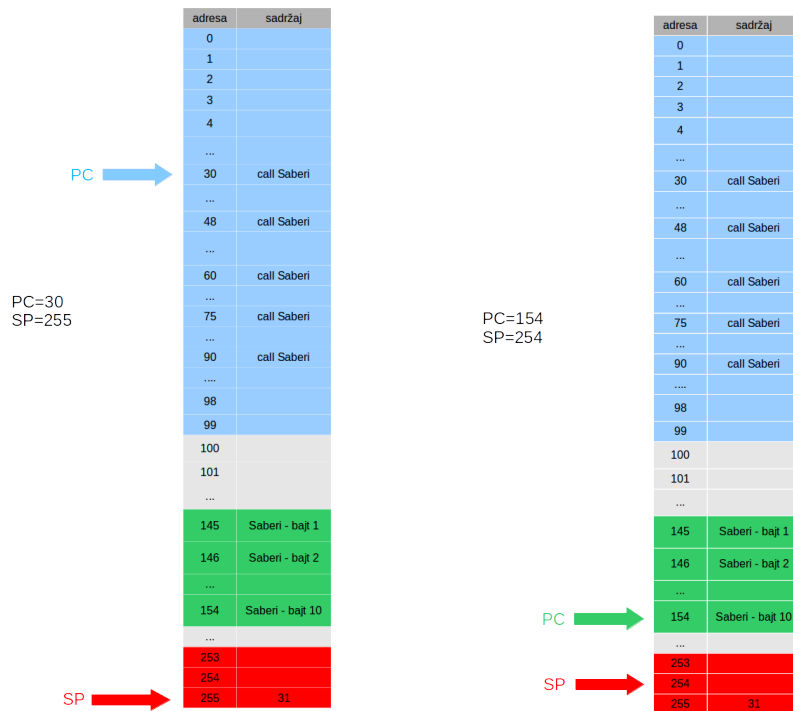 adresa sadržaj
0
1
2
3
4
...
PC
30 call Saberi
...
48 call Saberi
...
60 call Saberi
...
PC=30
SP=255
75 call Saberi
...
90 call Saberi
....
98
99
100
101
...
145 Saberi - bajt 1
146 Saberi - bajt 2
...
154 Saberi - bajt 10
...
253
254
SP
255 31
adresa sadržaj
0
1
2
3
4
...
30 call Saberi
...
48 call Saberi
...
60 call Saberi
...
PC=154
SP=254
75 call Saberi
...
90 call Saberi
....
98
99
100
101
...
145 Saberi - bajt 1
146 Saberi - bajt 2
...
PC
154 Saberi - bajt 10
...
253
SP
254
255 31